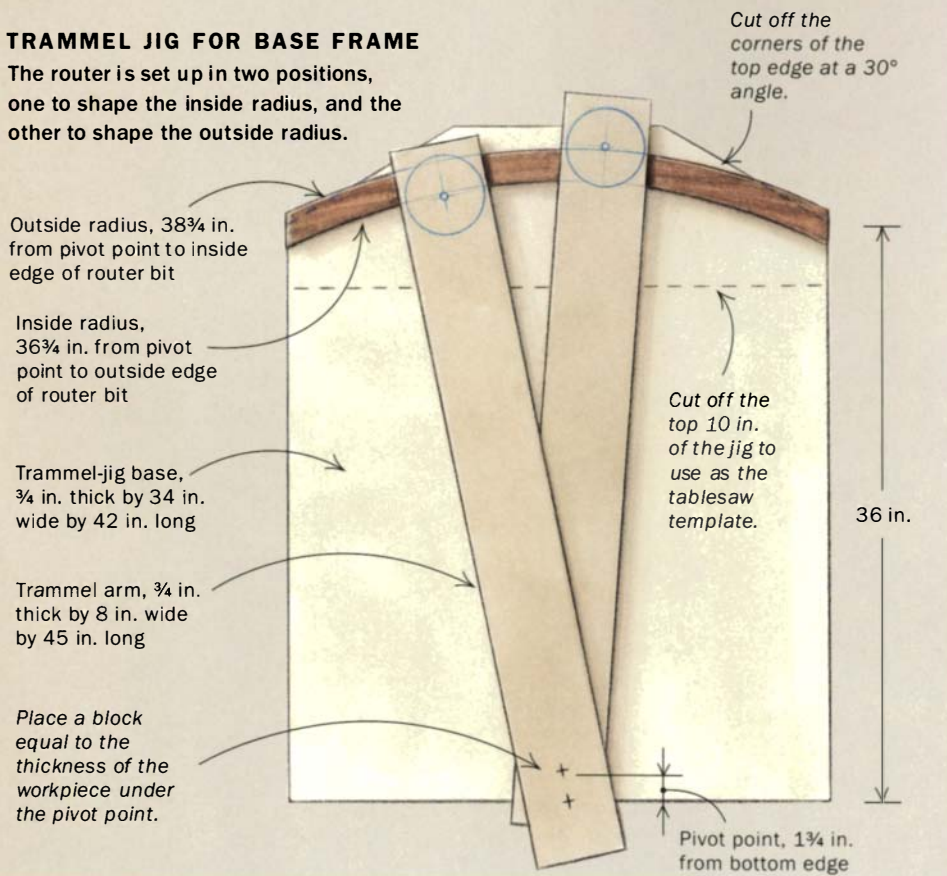 TRAMMEL JIG FOR BASE FRAME
The router is set up in two positions,
one to shape the inside radius, and the
other to shape the outside radius.
Cut off the
corners of the
top edge at a 30°
angle.
Outside radius, 38¾ in.
from pivot point to inside
edge of router bit
Inside radius,
36¾ in. from pivot
point to outside edge
of router bit
Cut off the
top 10 in.
of the jig to
use as the
tablesaw
template.
Trammel-jig base,
¾ in. thick by 34 in.
wide by 42 in. long
36 in.
Trammel arm, ¾ in.
thick by 8 in. wide
by 45 in. long
Place a block
equal to the
thickness of the
workpiece under
the pivot point.
Pivot point, 1¾ in.
from bottom edge